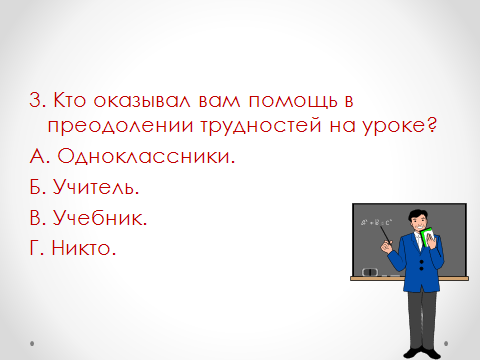 3. Кто оказывал вам помощь в
преодолении трудностей на уроке?
А. Одноклассники.
Б. Учитель.
В. Учебник.
Г. Никто.